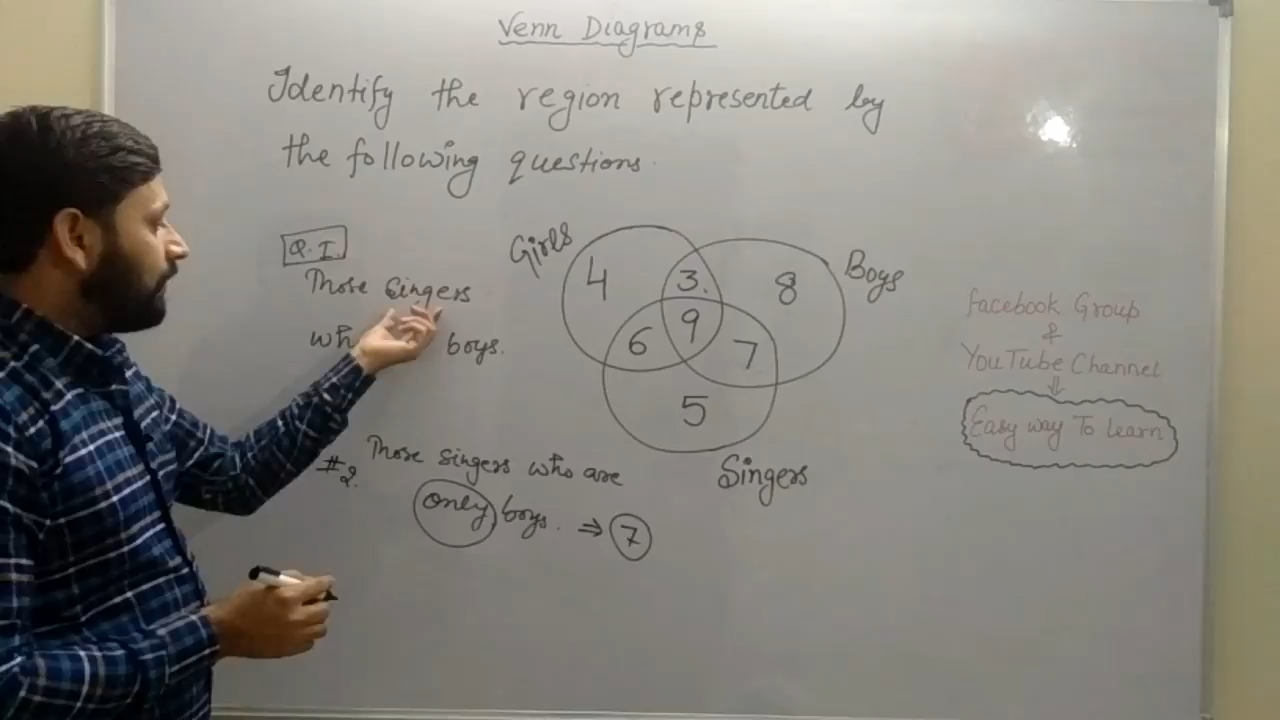 Venn Diagrams
Identify the region represented by
the following questions.
Q.1.
Those Singers
wh boys.
Girls
Boys
4
3.
8
9
6
7
5
Singers
#2. Those singers who are
only boys. ⇒ 7
facebook Group
&
YouTube Channel
⇓
Easy way To Learn